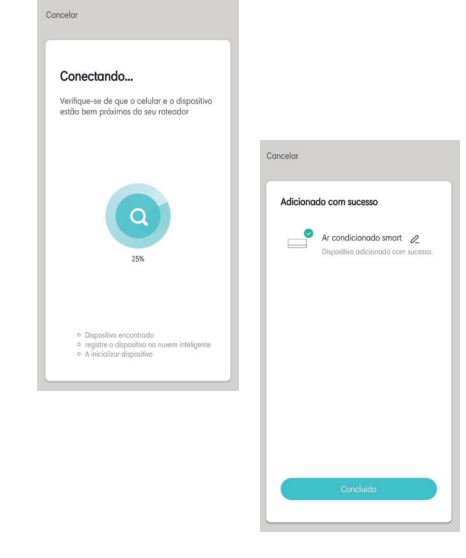 Cancelar
Conectando...
Verifique-se de que o celular e o dispositivo
estão bem próximos do seu roteador
25%
Dispositivo encontrado
registre o dispositivo na nuvem inteligente
A inicializar dispositivo
Cancelar
Adicionado com sucesso
Ar condicionado smart
Dispositivo adicionado com sucesso.
Concluído